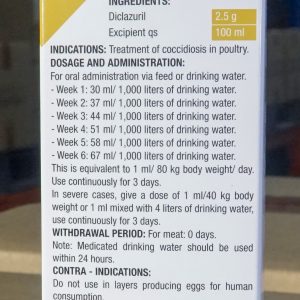 INGREDIENTS:
Diclazuril 2.5 g
Excipient qs 100 ml
INDICATIONS: Treatment of coccidiosis in poultry.
DOSAGE AND ADMINISTRATION:
For oral administration via feed or drinking water.
- Week 1: 30 ml/ 1,000 liters of drinking water.
- Week 2: 37 ml/ 1,000 liters of drinking water.
- Week 3: 44 ml/ 1,000 liters of drinking water.
- Week 4: 51 ml/ 1,000 liters of drinking water.
- Week 5: 58 ml/ 1,000 liters of drinking water.
- Week 6: 67 ml/ 1,000 liters of drinking water.
This is equivalent to 1 ml/ 80 kg body weight/ day.
Use continuously for 3 days.
In severe cases, give a dose of 1 ml/40 kg body
weight or 1 ml mixed with 4 liters of drinking water,
use continuously for 3 days.
WITHDRAWAL PERIOD: For meat: 0 days.
Note: Medicated drinking water should be used
within 24 hours.
CONTRA - INDICATIONS:
Do not use in layers producing eggs for human
consumption.